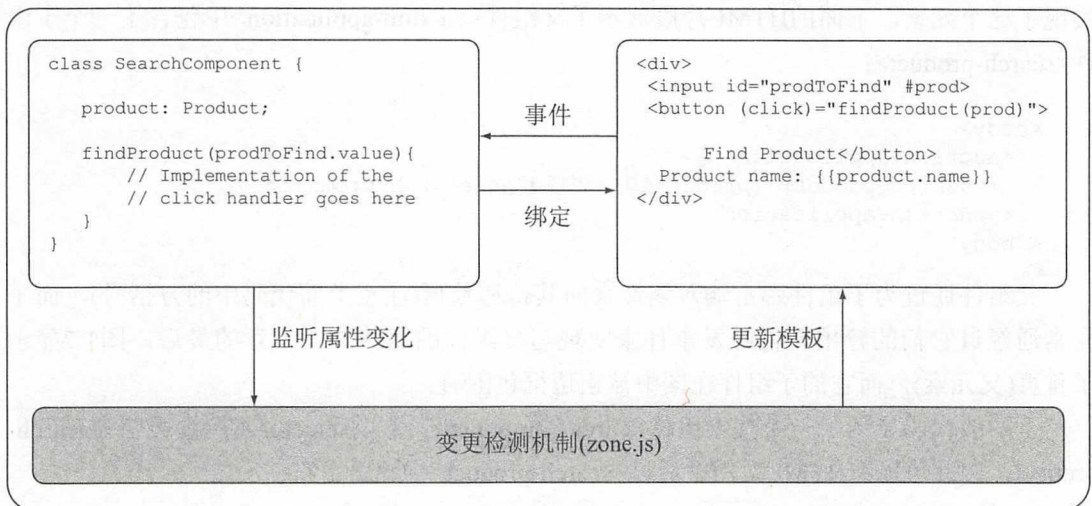 search-product:
class SearchComponent {
product: Product;
findProduct(prodToFind.value){
// Implementation of the
// click handler goes here
}
}
事件
绑定
<div>
<input id="prodToFind" #prod>
<button (click)="findProduct(prod)">
Find Product</button>
Product name: {{product.name}}
</div>
监听属性变化
更新模板
变更检测机制(zone.js)